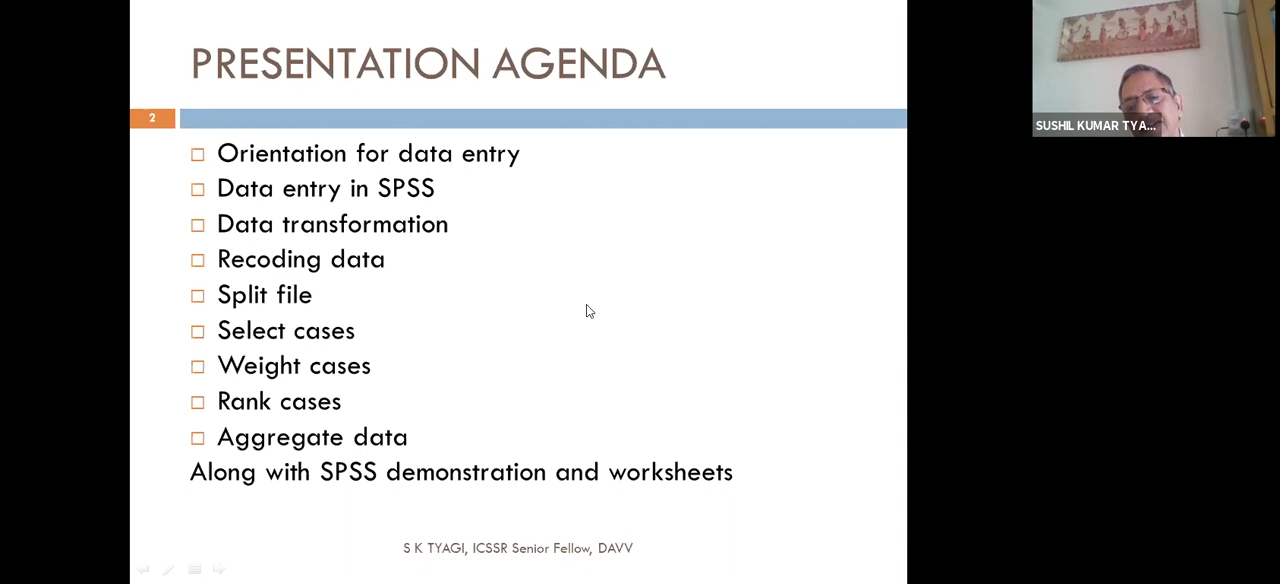 PRESENTATION AGENDA
2
Orientation for data entry
Data entry in SPSS
Data transformation
Recoding data
Split file
Select cases
Weight cases
Rank cases
Aggregate data
Along with SPSS demonstration and worksheets
S K TYAGI, ICSSR Senior Fellow, DAVV
SUSHIL KUMAR TYA...